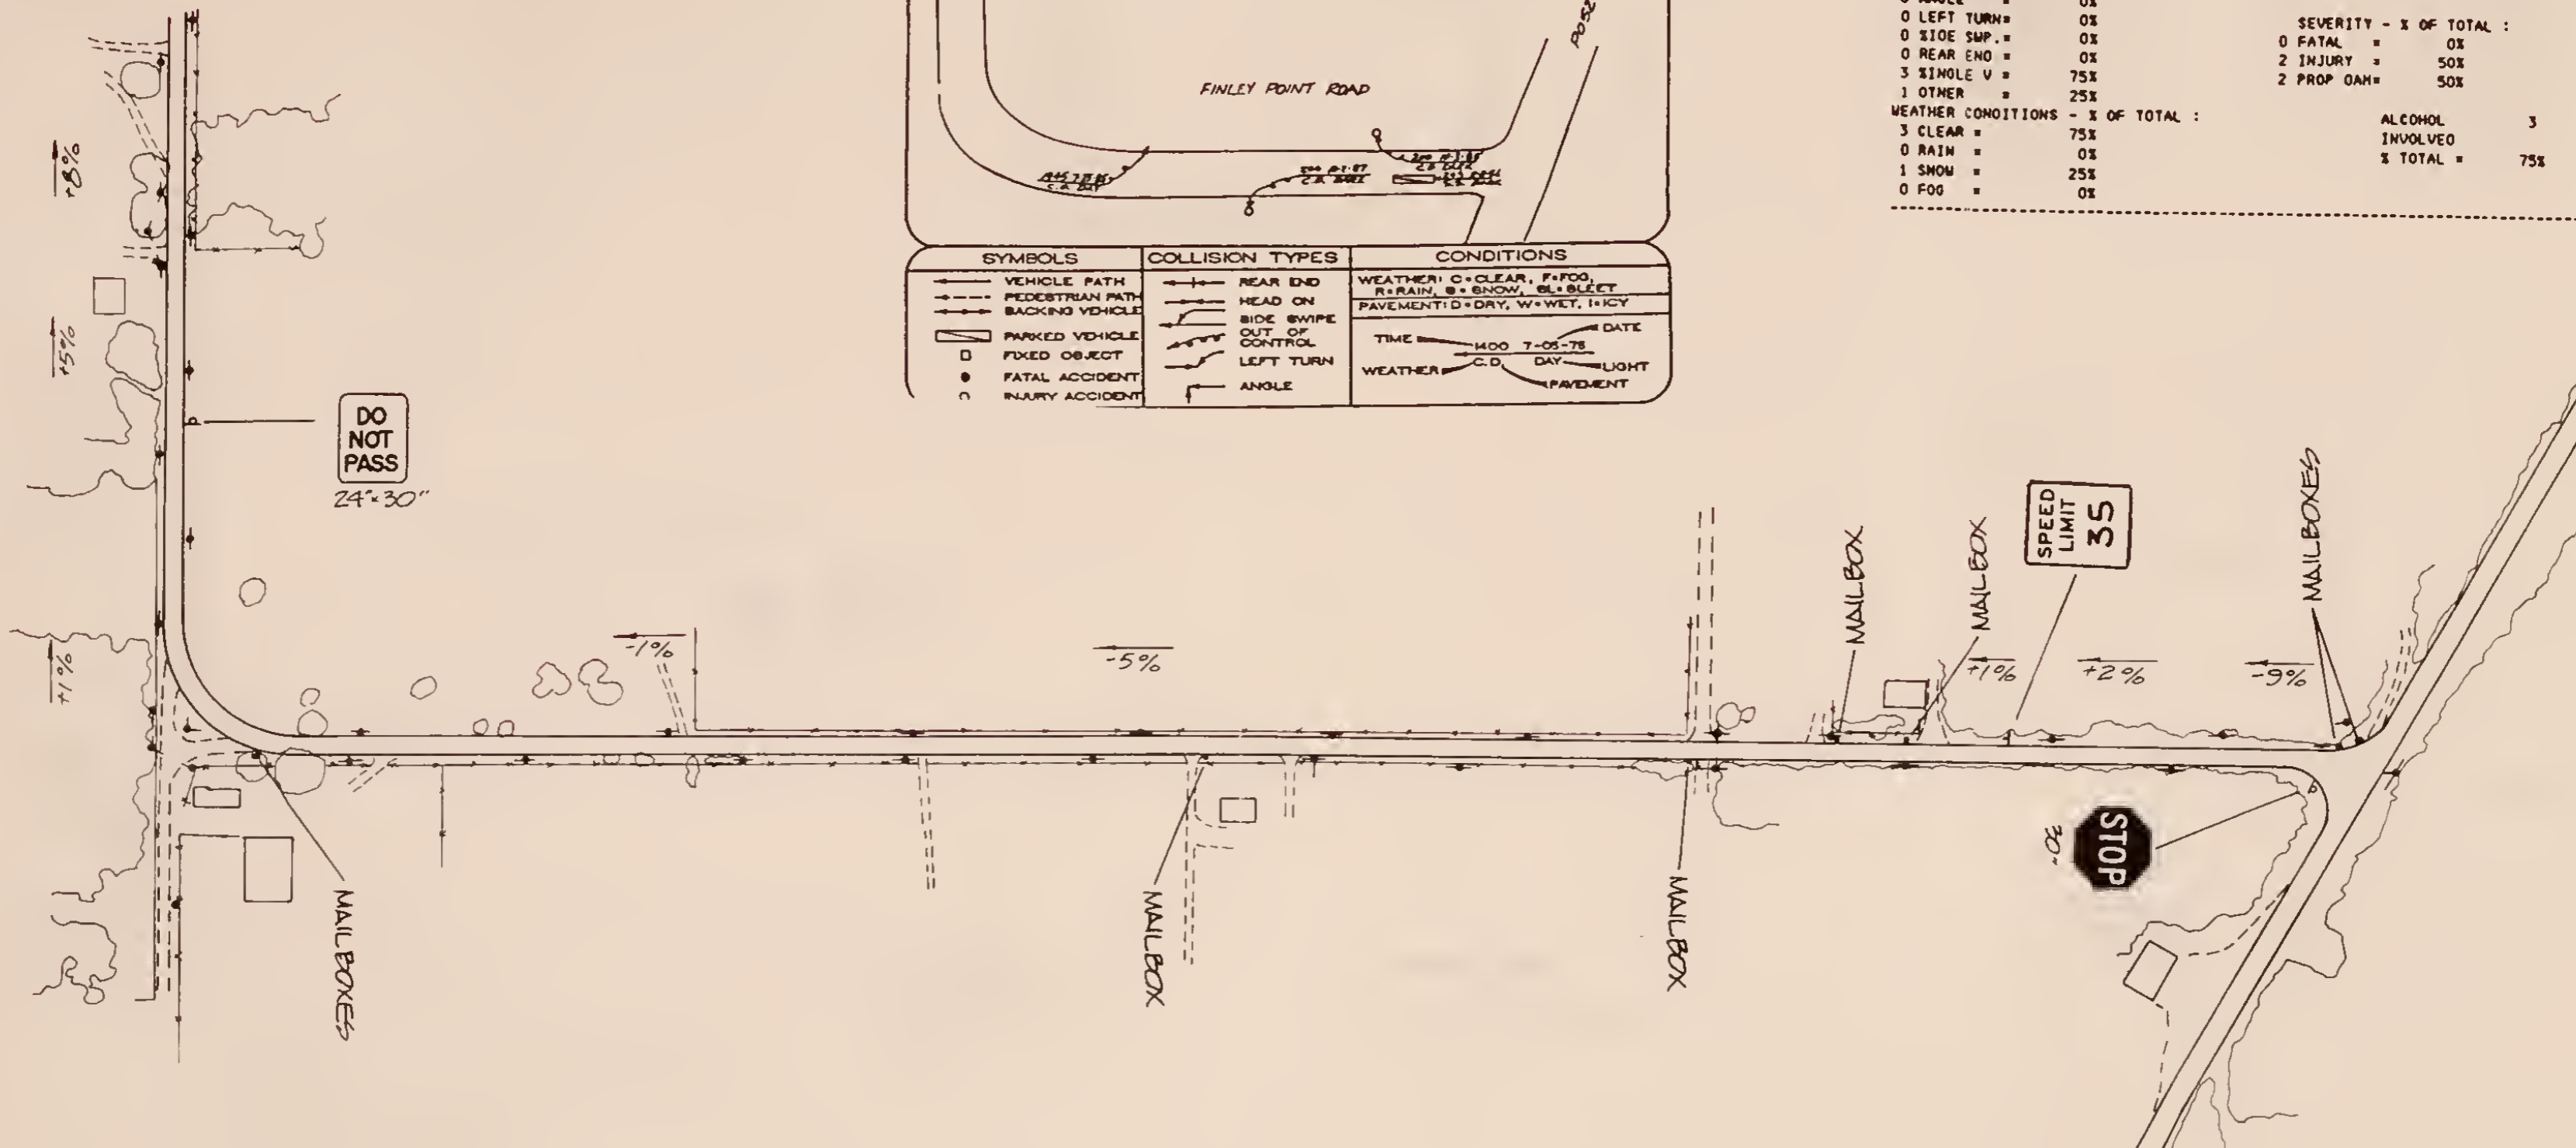 0%
0 LEFT TURN= 0%
0 SIDE SWP.= 0%
0 REAR END = 0%
3 SINGLE V = 75%
1 OTHER = 25%
WEATHER CONDITIONS - % OF TOTAL :
3 CLEAR = 75%
0 RAIN = 0%
1 SNOW = 25%
0 FOG = 0%
SEVERITY - % OF TOTAL :
0 FATAL = 0%
2 INJURY = 50%
2 PROP DAM= 50%
ALCOHOL 3
INVOLVED
% TOTAL = 75%
FINLEY POINT ROAD
SYMBOLS
VEHICLE PATH
PEDESTRIAN PATH
BACKING VEHICLE
PARKED VEHICLE
FIXED OBJECT
FATAL ACCIDENT
INJURY ACCIDENT
COLLISION TYPES
REAR END
HEAD ON
SIDE SWIPE
OUT OF
CONTROL
LEFT TURN
ANGLE
CONDITIONS
WEATHER: C=CLEAR, F=FOG,
R=RAIN, S=SNOW, SL=SLEET
PAVEMENT: D=DRY, W=WET, I=ICY
TIME
DATE
1400 7-05-78
C.D. DAY
WEATHER
LIGHT
PAVEMENT
+8%
+5%
+1%
DO
NOT
PASS
24"x30"
-1%
-5%
MAILBOX
MAILBOX
SPEED
LIMIT
35
MAILBOXES
+1%
+2%
-9%
STOP
30"
MAILBOXES
MAILBOX
MAILBOX